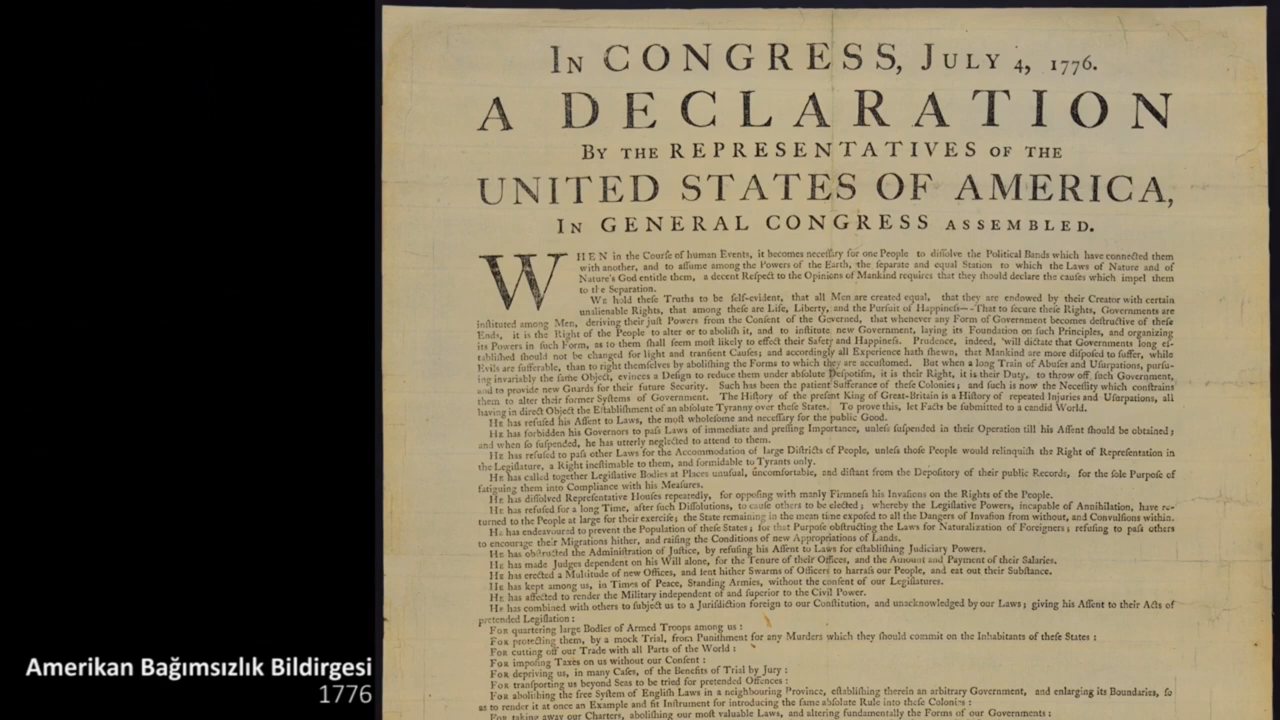 In CONGRESS, July 4, 1776.
A DECLARATION
By the REPRESENTATIVES of the
UNITED STATES OF AMERICA,
In GENERAL CONGRESS assembled.
WHEN in the Courſe of human Events, it becomes neceſſary for one People to diſſolve the Political Bands which have connected them
with another, and to aſſume among the Powers of the Earth, the ſeparate and equal Station to which the Laws of Nature and of
Nature's God entitle them, a decent Reſpect to the Opinions of Mankind requires that they ſhould declare the cauſes which impel them
to the Separation.
We hold theſe Truths to be ſelf-evident, that all Men are created equal, that they are endowed by their Creator with certain
unalienable Rights, that among theſe are Life, Liberty, and the Purſuit of Happineſs—-That to ſecure theſe Rights, Governments are
inſtituted among Men, deriving their juſt Powers from the Conſent of the Governed, that whenever any Form of Government becomes deſtructive of theſe
Ends, it is the Right of the People to alter or to aboliſh it, and to inſtitute new Government, laying its Foundation on ſuch Principles, and organizing
its Powers in ſuch Form, as to them ſhall ſeem moſt likely to effect their Safety and Happineſs. Prudence, indeed, will dictate that Governments long eſ-
tabliſhed ſhould not be changed for light and tranſient Cauſes; and accordingly all Experience hath ſhewn, that Mankind are more diſpoſed to ſuffer, while
Evils are ſufferable, than to right themſelves by aboliſhing the Forms to which they are accuſtomed. But when a long Train of Abuſes and Uſurpations, purſu-
ing invariably the ſame Object, evinces a Deſign to reduce them under abſolute Deſpotiſm, it is their Right, it is their Duty, to throw off ſuch Government,
and to provide new Guards for their future Security. Such has been the patient Sufferance of theſe Colonies; and ſuch is now the Neceſſity which conſtrains
them to alter their former Syſtems of Government. The Hiſtory of the preſent King of Great-Britain is a Hiſtory of repeated Injuries and Uſurpations, all
having in direct Object the Eſtabliſhment of an abſolute Tyranny over theſe States. To prove this, let Facts be ſubmitted to a candid World.
He has refuſed his Aſſent to Laws, the moſt wholeſome and neceſſary for the public Good.
He has forbidden his Governors to paſs Laws of immediate and preſſing Importance, unleſs ſuſpended in their Operation till his Aſſent ſhould be obtained;
and when ſo ſuſpended, he has utterly neglected to attend to them.
He has refuſed to paſs other Laws for the Accommodation of large Diſtricts of People, unleſs thoſe People would relinquiſh the Right of Repreſentation in
the Legiſlature, a Right ineſtimable to them, and formidable to Tyrants only.
He has called together Legiſlative Bodies at Places unuſual, uncomfortable, and diſtant from the Depoſitory of their public Records, for the ſole Purpoſe of
fatiguing them into Compliance with his Meaſures.
He has diſſolved Repreſentative Houſes repeatedly, for oppoſing with manly Firmneſs his Invaſions on the Rights of the People.
He has refuſed for a long Time, after ſuch Diſſolutions, to cauſe others to be elected; whereby the Legiſlative Powers, incapable of Annihilation, have re-
turned to the People at large for their exerciſe; the State remaining in the mean time expoſed to all the Dangers of Invaſion from without, and Convulſions within.
He has endeavoured to prevent the Population of theſe States; for that Purpoſe obſtructing the Laws for Naturalization of Foreigners; refuſing to paſs others
to encourage their Migrations hither, and raiſing the Conditions of new Appropriations of Lands.
He has obſtructed the Adminiſtration of Juſtice, by refuſing his Aſſent to Laws for eſtabliſhing Judiciary Powers.
He has made Judges dependent on his Will alone, for the Tenure of their Offices, and the Amount and Payment of their Salaries.
He has erected a Multitude of new Offices, and ſent hither Swarms of Officers to harraſs our People, and eat out their Subſtance.
He has kept among us, in Times of Peace, Standing Armies, without the conſent of our Legiſlatures.
He has affected to render the Military independent of and ſuperior to the Civil Power.
He has combined with others to ſubject us to a Juriſdiction foreign to our Conſtitution, and unacknowledged by our Laws; giving his Aſſent to their Acts of
pretended Legiſlation:
For quartering large Bodies of Armed Troops among us:
For protecting them, by a mock Trial, from Puniſhment for any Murders which they ſhould commit on the Inhabitants of theſe States:
For cutting off our Trade with all Parts of the World:
For impoſing Taxes on us without our Conſent:
For depriving us, in many Caſes, of the Benefits of Trial by Jury:
For tranſporting us beyond Seas to be tried for pretended Offences:
For aboliſhing the free Syſtem of Engliſh Laws in a neighbouring Province, eſtabliſhing therein an arbitrary Government, and enlarging its Boundaries, ſo
as to render it at once an Example and fit Inſtrument for introducing the ſame abſolute Rule into theſe Colonies:
For taking away our Charters, aboliſhing our moſt valuable Laws, and altering fundamentally the Forms of our Governments:
Amerikan Bağımsızlık Bildirgesi
1776